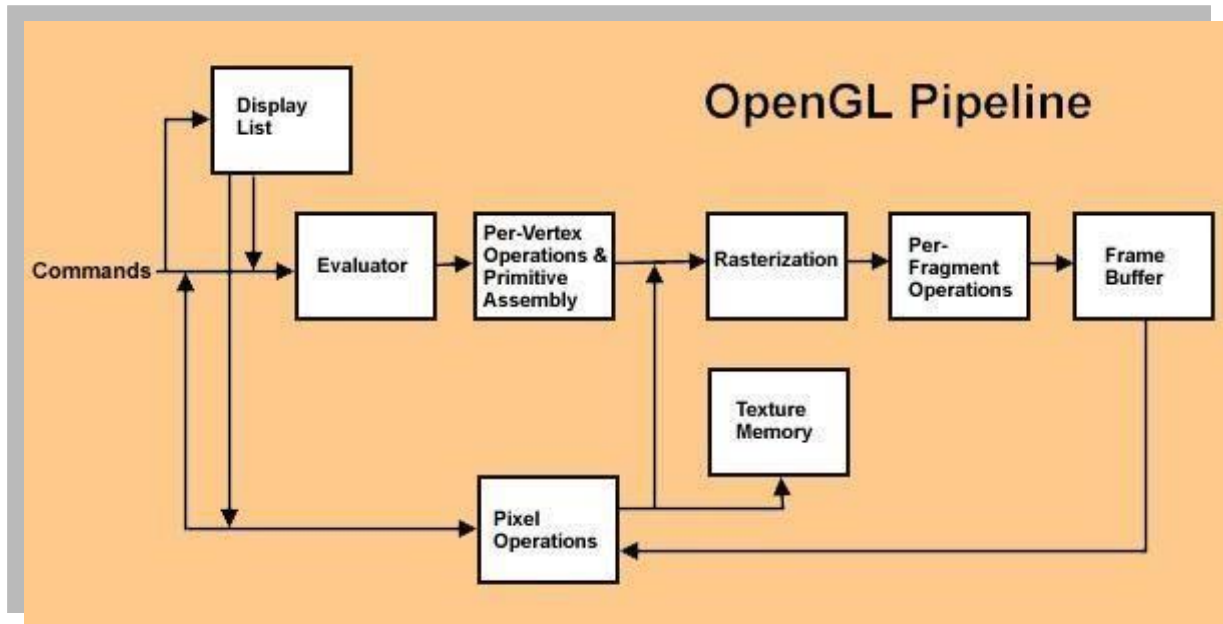 OpenGL Pipeline
Display
List
Commands
Evaluator
Per-Vertex
Operations &
Primitive
Assembly
Rasterization
Per-
Fragment
Operations
Frame
Buffer
Texture
Memory
Pixel
Operations